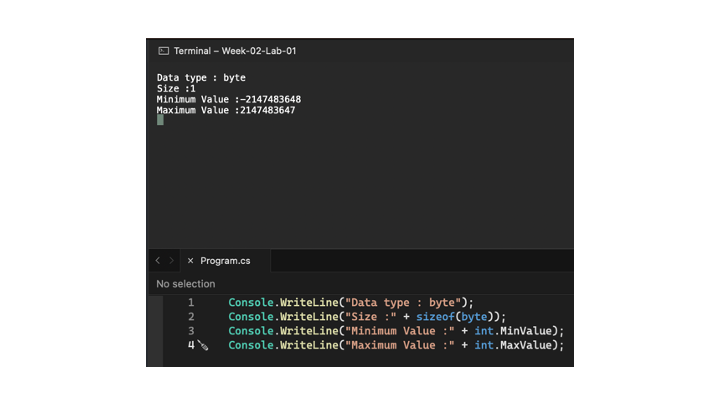 Terminal – Week-02-Lab-01
Data type : byte
Size :1
Minimum Value :-2147483648
Maximum Value :2147483647
Program.cs
No selection
1 Console.WriteLine("Data type : byte");
2 Console.WriteLine("Size :" + sizeof(byte));
3 Console.WriteLine("Minimum Value :" + int.MinValue);
4 Console.WriteLine("Maximum Value :" + int.MaxValue);